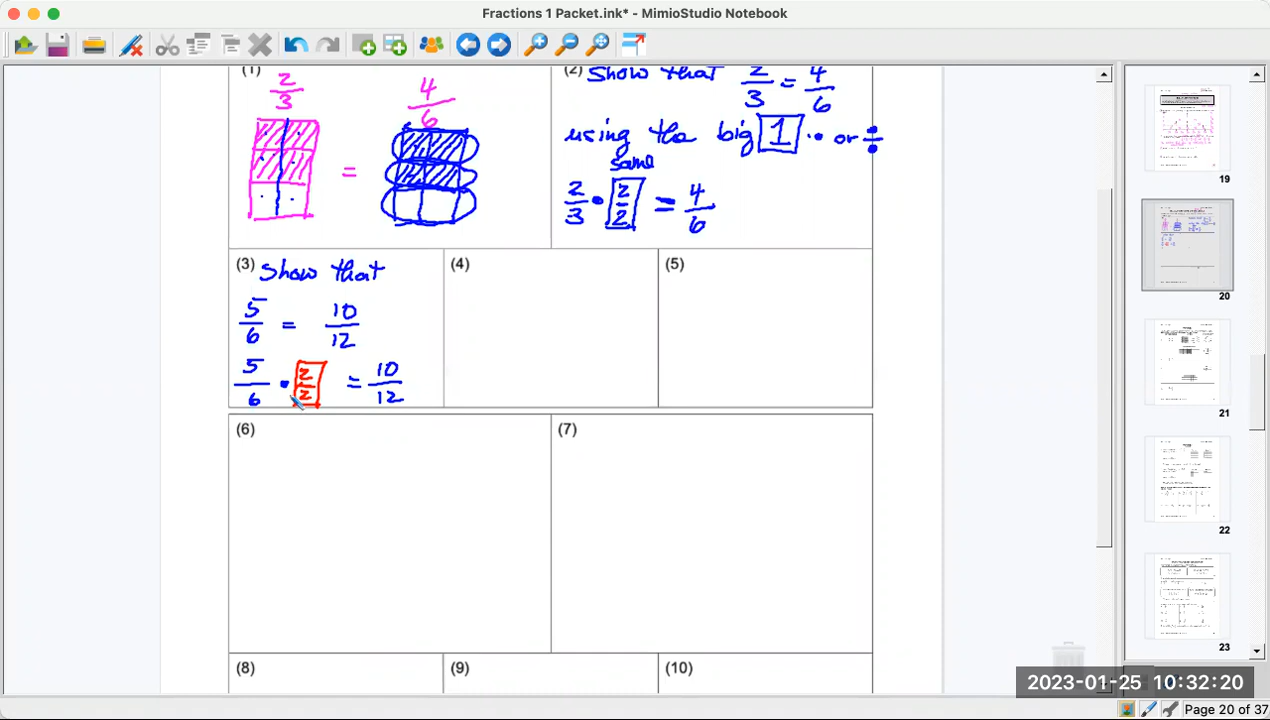 Fractions 1 Packet.ink* - MimioStudio Notebook
(1)
2/3
4/6
=
(2) Show that 2/3 = 4/6
using the big 1 • or ÷
same
2/3 • 2/2 = 4/6
(3) Show that
5/6 = 10/12
5/6 • 2/2 = 10/12
(4)
(5)
(6)
(7)
(8)
(9)
(10)
19
20
21
22
23
2023-01-25 10:32:20
Page 20 of 37